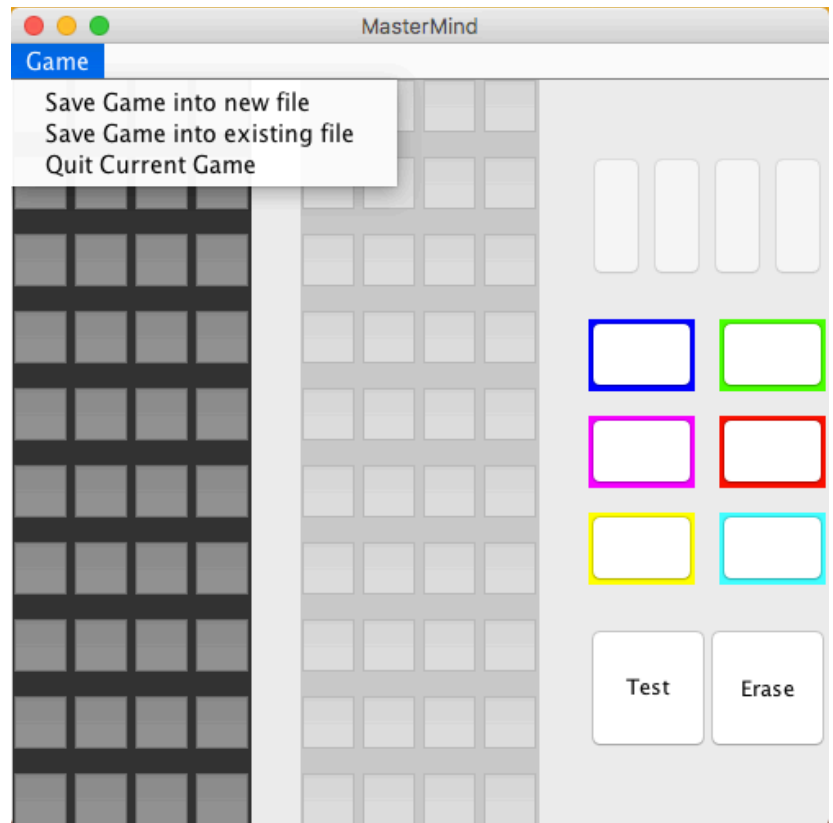 MasterMind
Game
Save Game into new file
Save Game into existing file
Quit Current Game
Test
Erase